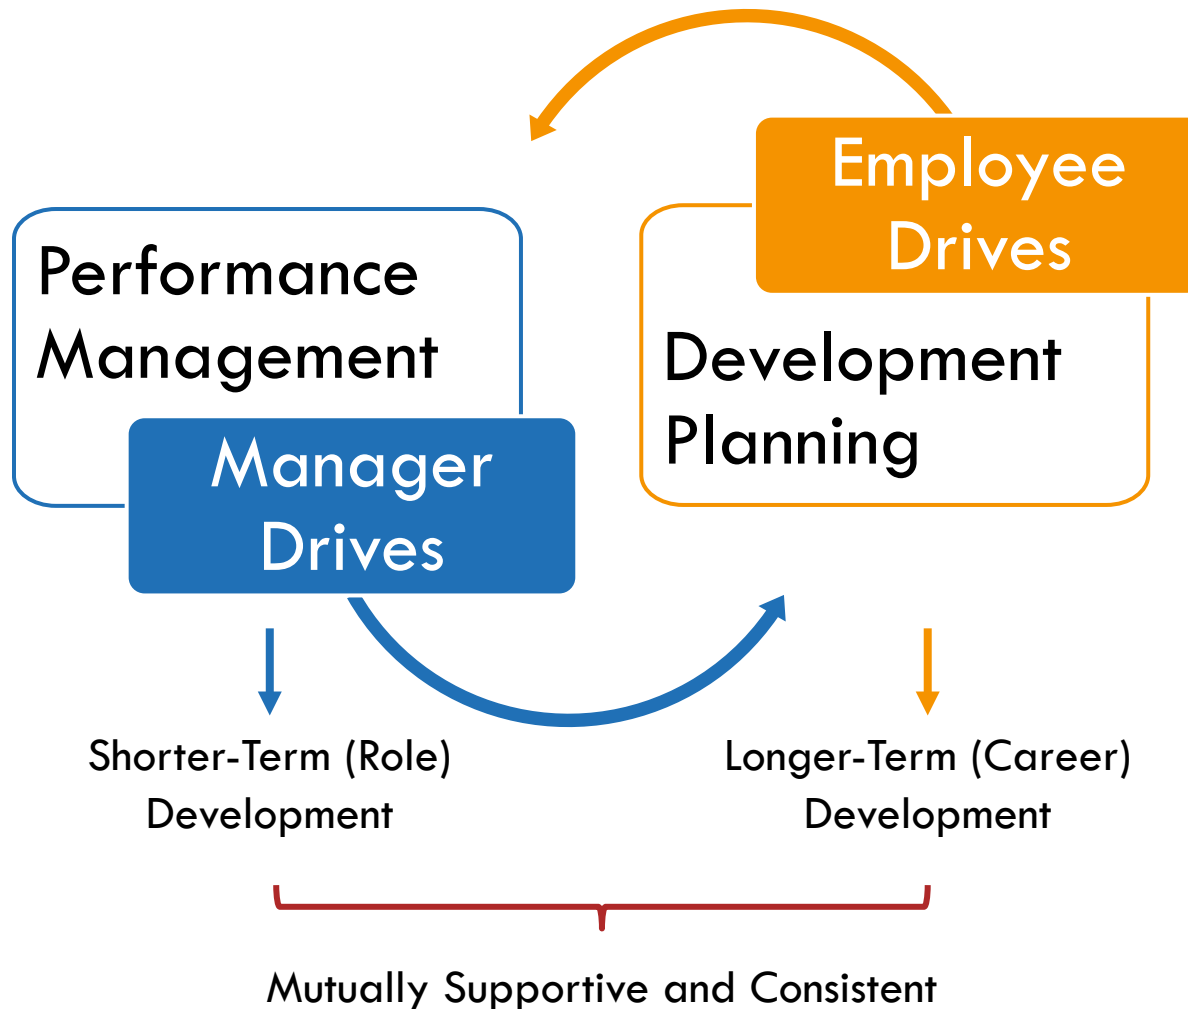 Performance
Management
Manager
Drives
Employee
Drives
Development
Planning
Shorter-Term (Role)
Development
Longer-Term (Career)
Development
Mutually Supportive and Consistent